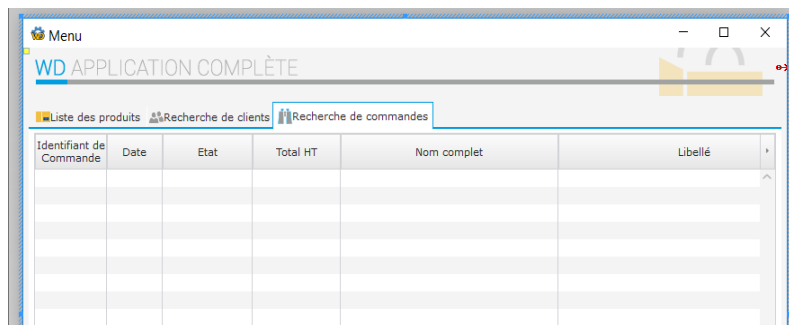 Menu
WD APPLICATION COMPLÈTE
Liste des produits Recherche de clients Recherche de commandes
Identifiant de Commande Date Etat Total HT Nom complet Libellé